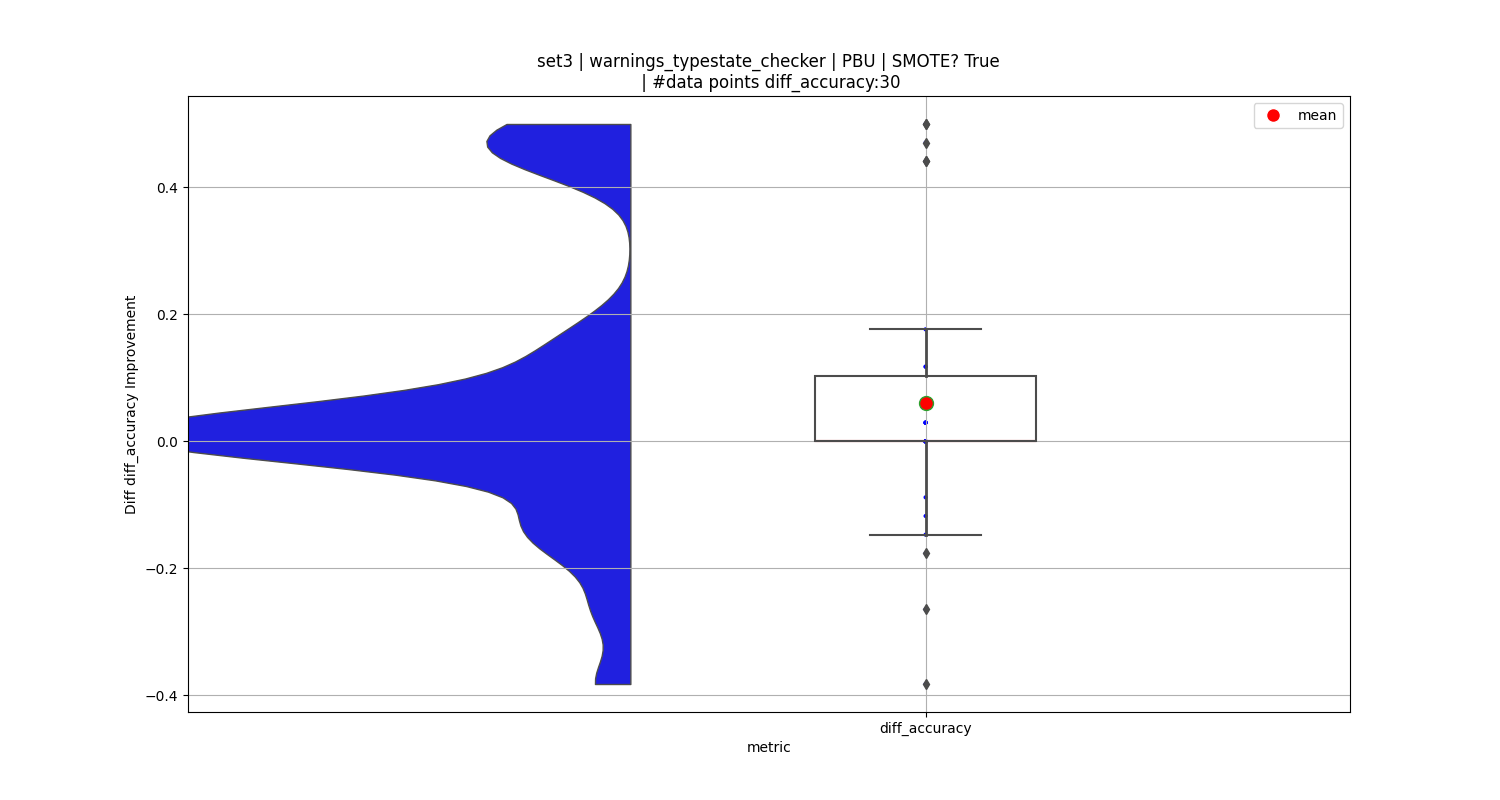 set3 | warnings_typestate_checker | PBU | SMOTE? True
| #data points diff_accuracy:30
mean
0.4
0.2
0.0
−0.2
−0.4
Diff diff_accuracy Improvement
diff_accuracy
metric